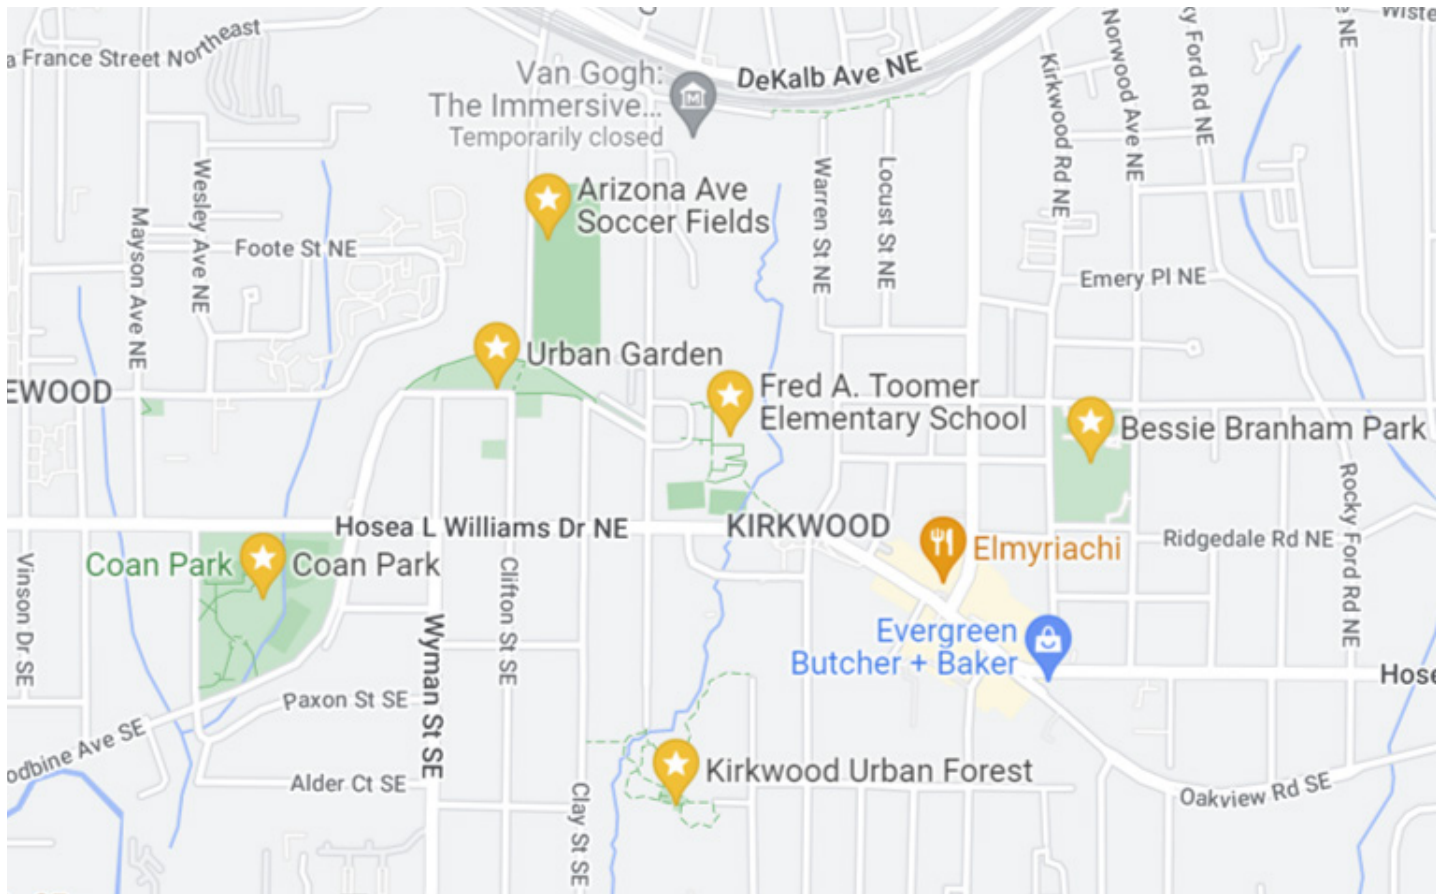 a France Street Northeast
DeKalb Ave NE
Van Gogh:
The Immersive...
Temporarily closed
Kirkwood Rd NE
Norwood Ave NE
ky Ford Rd NE
NE
Wiste
Arizona Ave
Soccer Fields
Wesley Ave NE
Mayson Ave NE
Foote St NE
Warren St NE
Locust St NE
Emery Pl NE
Urban Garden
EWOOD
Fred A. Toomer
Elementary School
Bessie Branham Park
Hosea L Williams Dr NE
KIRKWOOD
Elmyriachi
Ridgedale Rd NE
Rocky Ford Rd NE
Coan Park
Coan Park
Vinson Dr SE
Clifton St SE
Wyman St SE
Evergreen
Butcher + Baker
Hose
Paxon St SE
oodbine Ave SE
Alder Ct SE
Clay St SE
Kirkwood Urban Forest
Oakview Rd SE